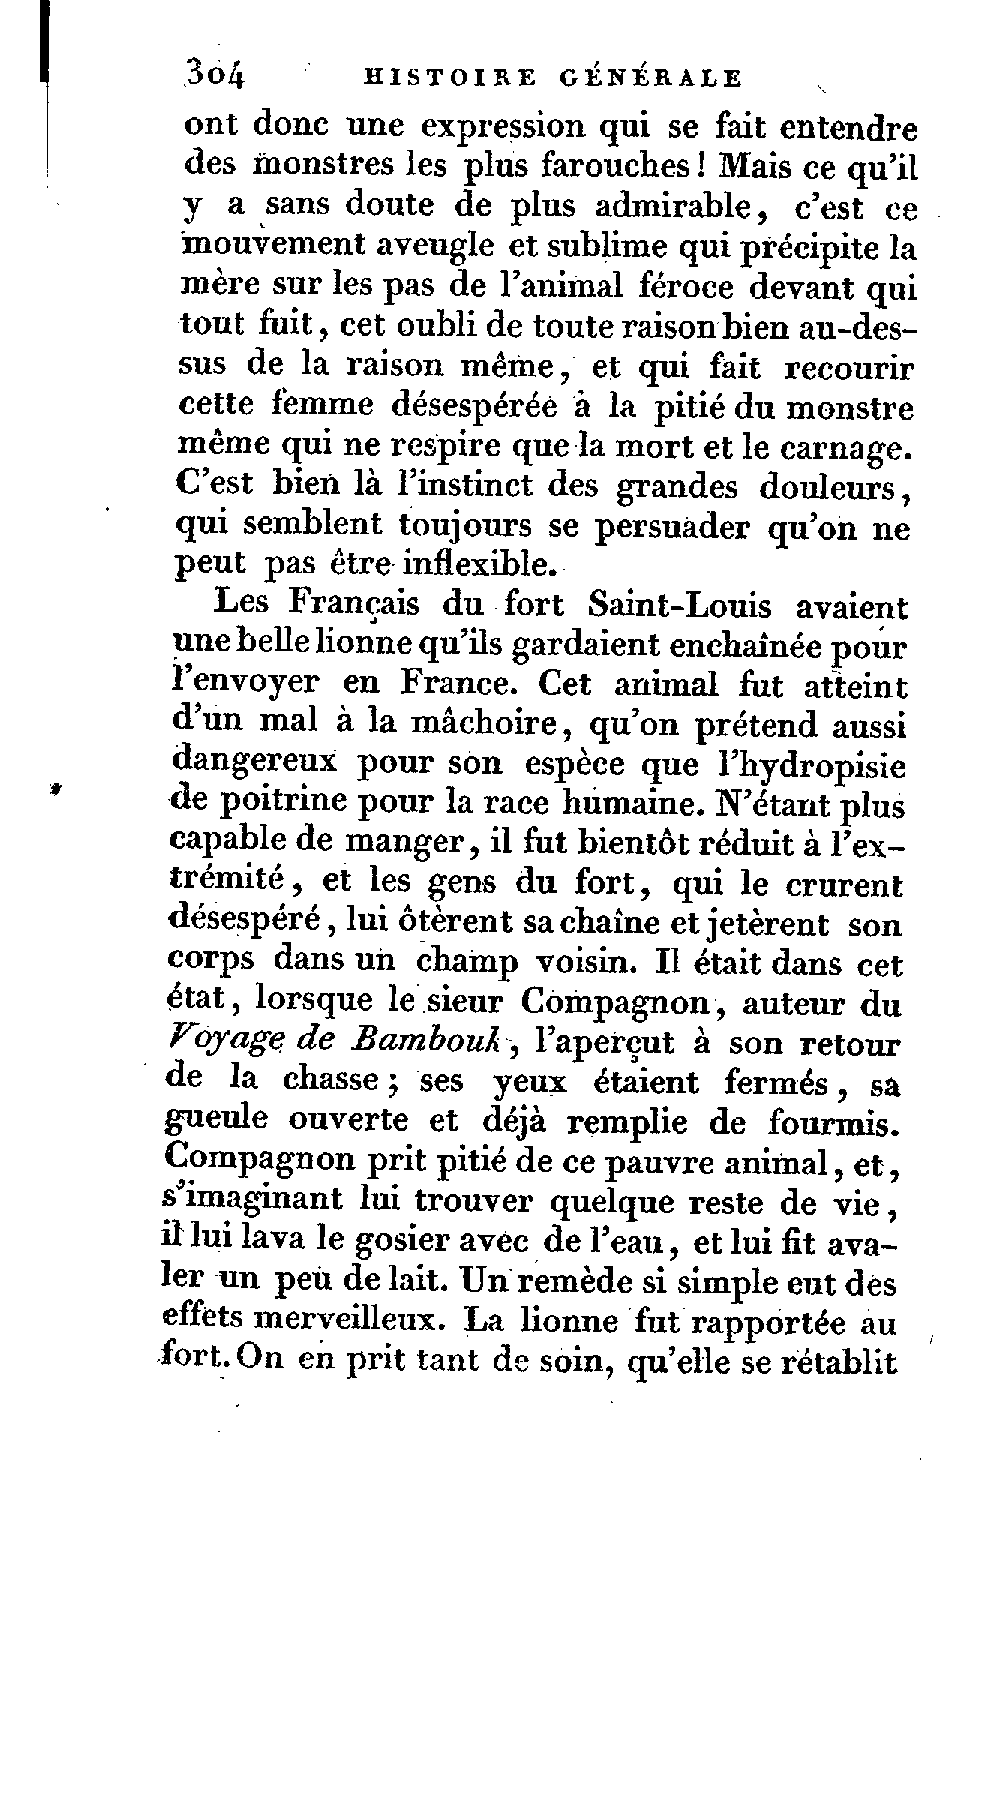 304 HISTOIRE GÉNÉRALE
ont donc une expression qui se fait entendre
des monstres les plus farouches ! Mais ce qu'il
y a sans doute de plus admirable, c'est ce
mouvement aveugle et sublime qui précipite la
mère sur les pas de l'animal féroce devant qui
tout fuit, cet oubli de toute raison bien au-des-
sus de la raison même, et qui fait recourir
cette femme désespérée à la pitié du monstre
même qui ne respire que la mort et le carnage.
C'est bien là l'instinct des grandes douleurs,
qui semblent toujours se persuader qu'on ne
peut pas être inflexible.
Les Français du fort Saint-Louis avaient
une belle lionne qu'ils gardaient enchaînée pour
l'envoyer en France. Cet animal fut atteint
d'un mal à la mâchoire, qu'on prétend aussi
dangereux pour son espèce que l'hydropisie
de poitrine pour la race humaine. N'étant plus
capable de manger, il fut bientôt réduit à l'ex-
trémité, et les gens du fort, qui le crurent
désespéré, lui ôtèrent sa chaîne et jetèrent son
corps dans un champ voisin. Il était dans cet
état, lorsque le sieur Compagnon, auteur du
Voyage de Bambouk, l'aperçut à son retour
de la chasse ; ses yeux étaient fermés, sa
gueule ouverte et déjà remplie de fourmis.
Compagnon prit pitié de ce pauvre animal, et,
s'imaginant lui trouver quelque reste de vie,
il lui lava le gosier avec de l'eau, et lui fit ava-
ler un peu de lait. Un remède si simple eut des
effets merveilleux. La lionne fut rapportée au
fort. On en prit tant de soin, qu'elle se rétablit